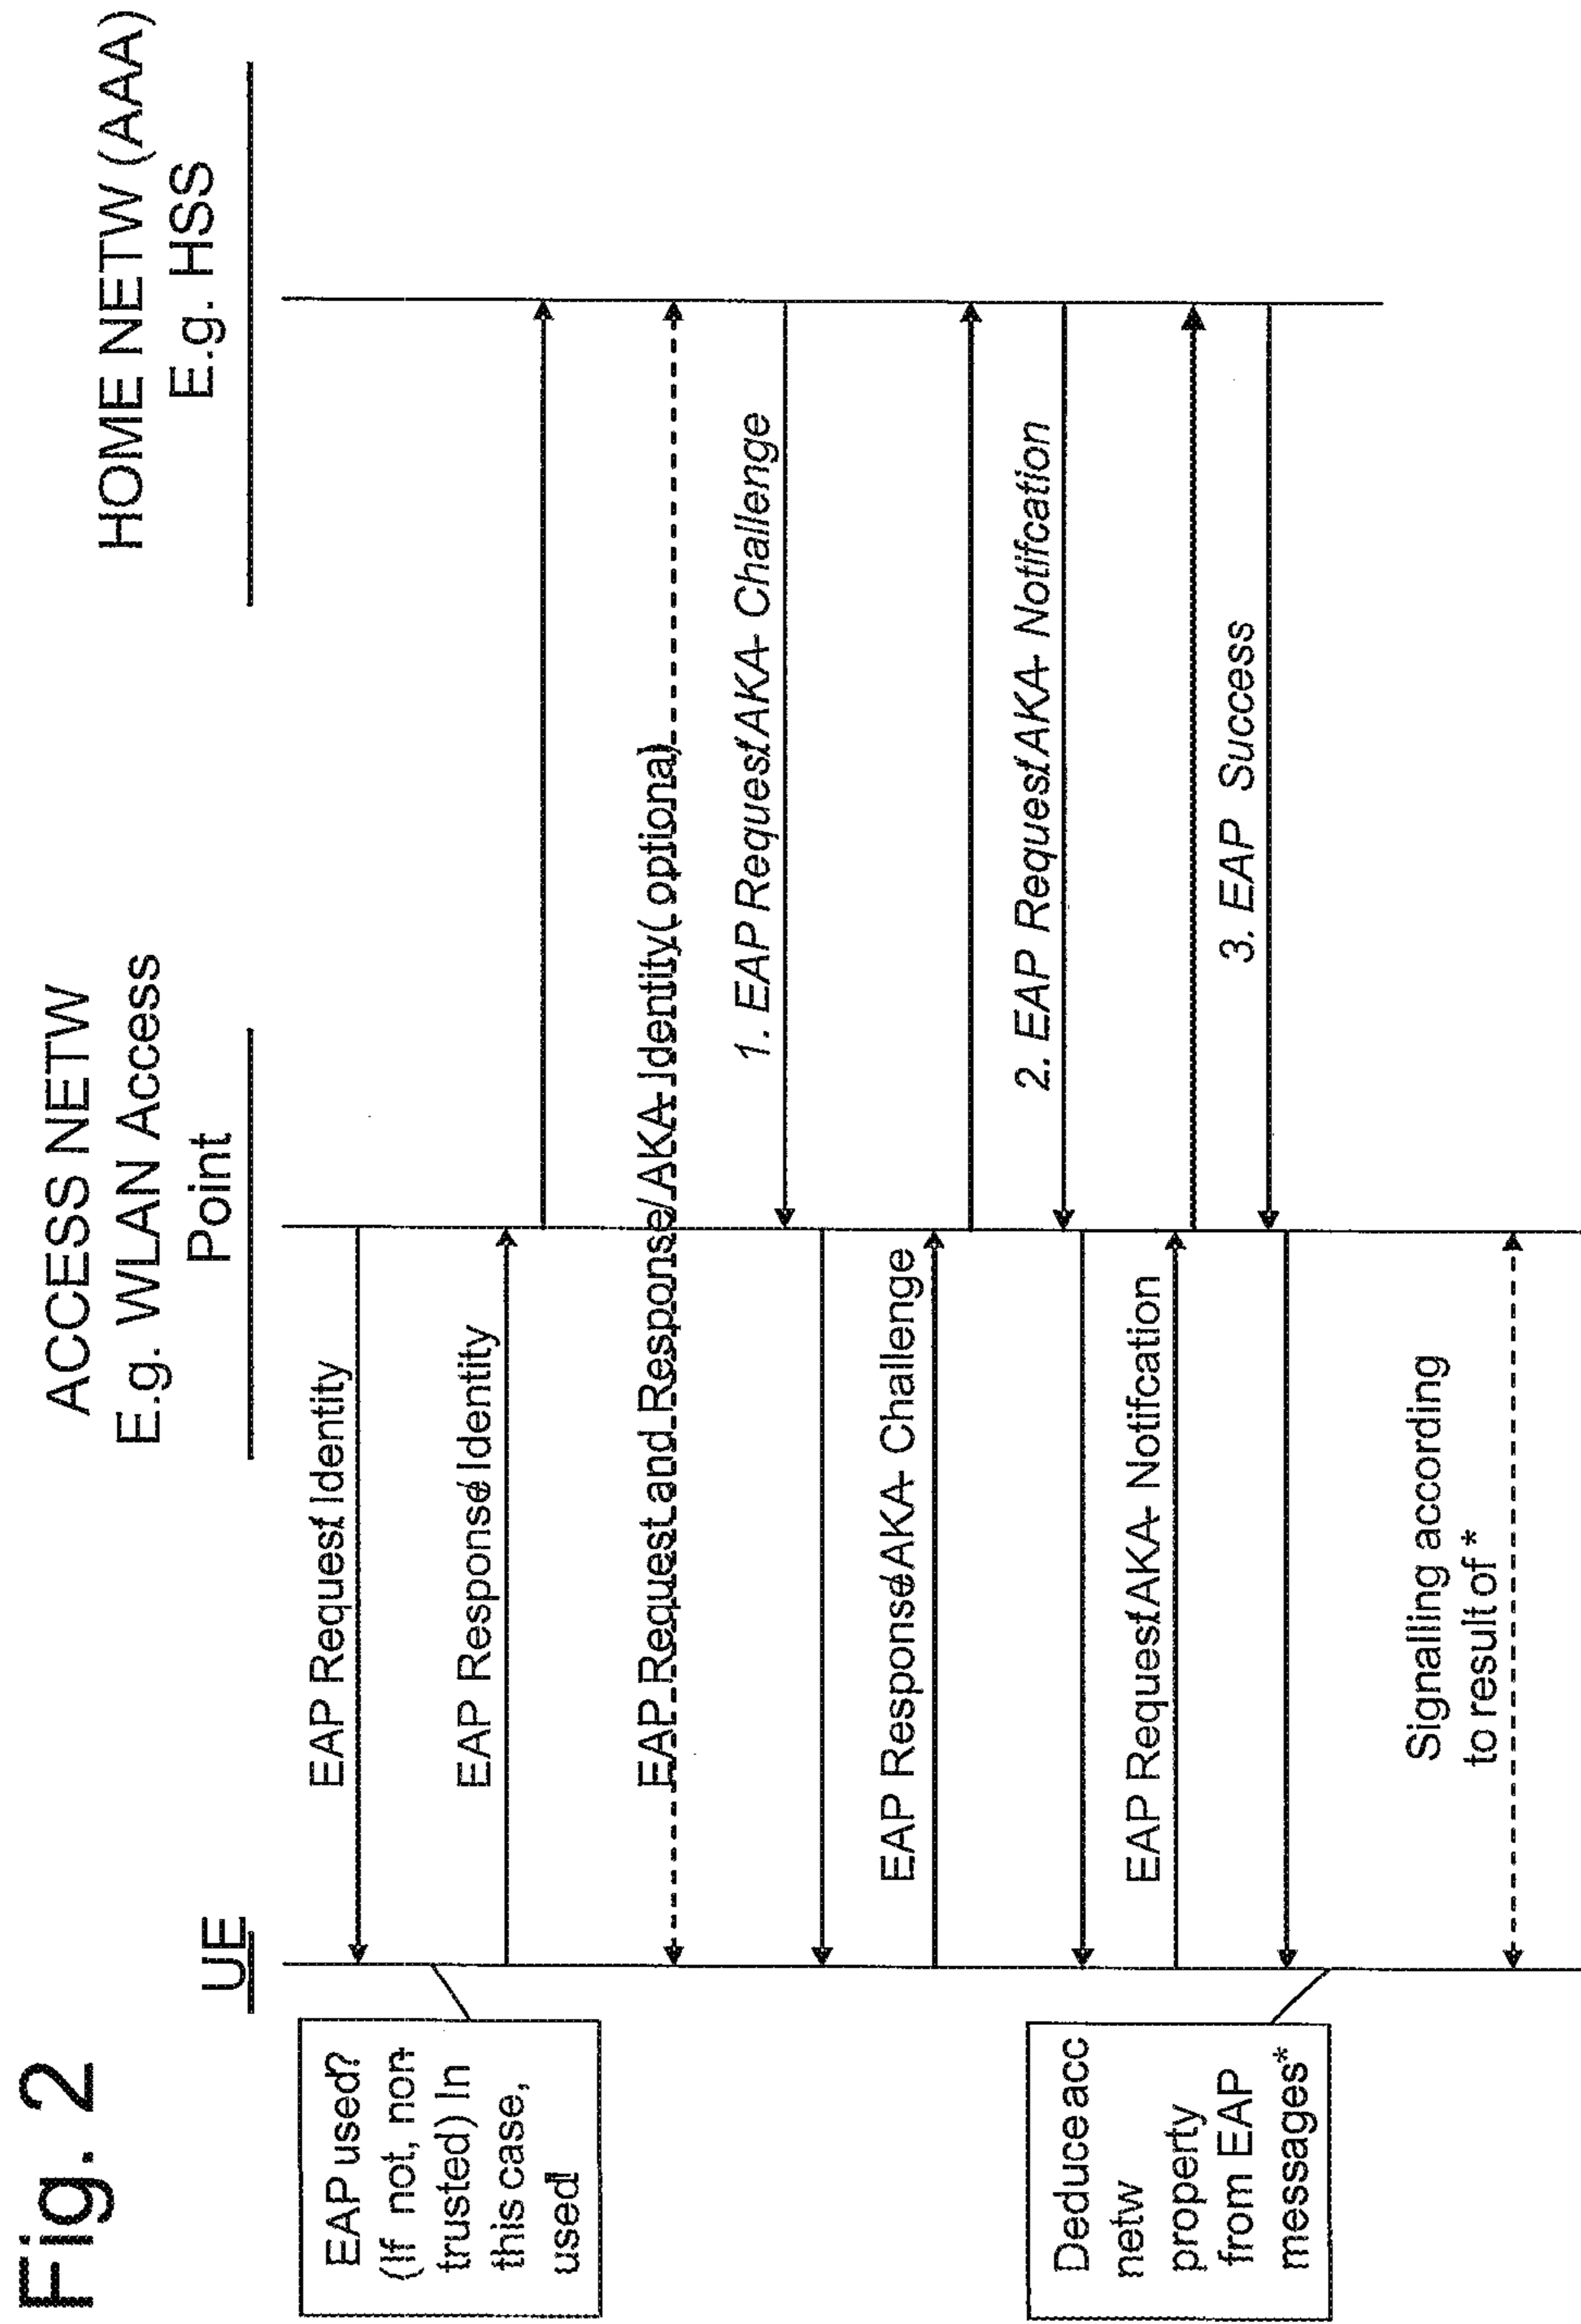 Fig. 2
UE
ACCESS NETW
E.g. WLAN Access
Point
HOME NETW (AAA)
E.g. HSS
EAP used?
(If not, non-
trusted) In
this case,
used!
EAP Request/ Identity
EAP Response/ Identity
EAP Request and Response/AKA-Identity( optional)
1. EAP Request/AKA- Challenge
EAP Response/AKA- Challenge
2. EAP Request/AKA- Notifcation
EAP Request/AKA- Notifcation
3. EAP Success
Deduce acc
netw
property
from EAP
messages*
Signalling according
to result of *